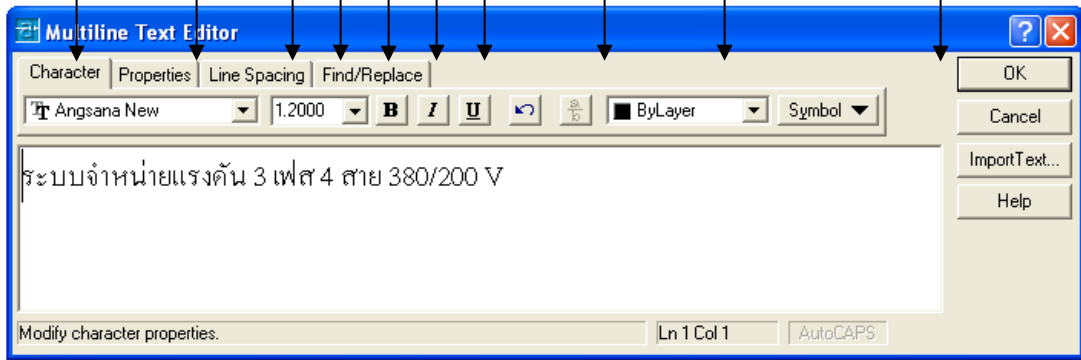 Multiline Text Editor
Character Properties Line Spacing Find/Replace
Angsana New 1.2000 B I U a/b ByLayer Symbol
ระบบจำหน่ายแรงดัน 3 เฟส 4 สาย 380/200 V
OK
Cancel
ImportText...
Help
Modify character properties. Ln 1 Col 1 AutoCAPS